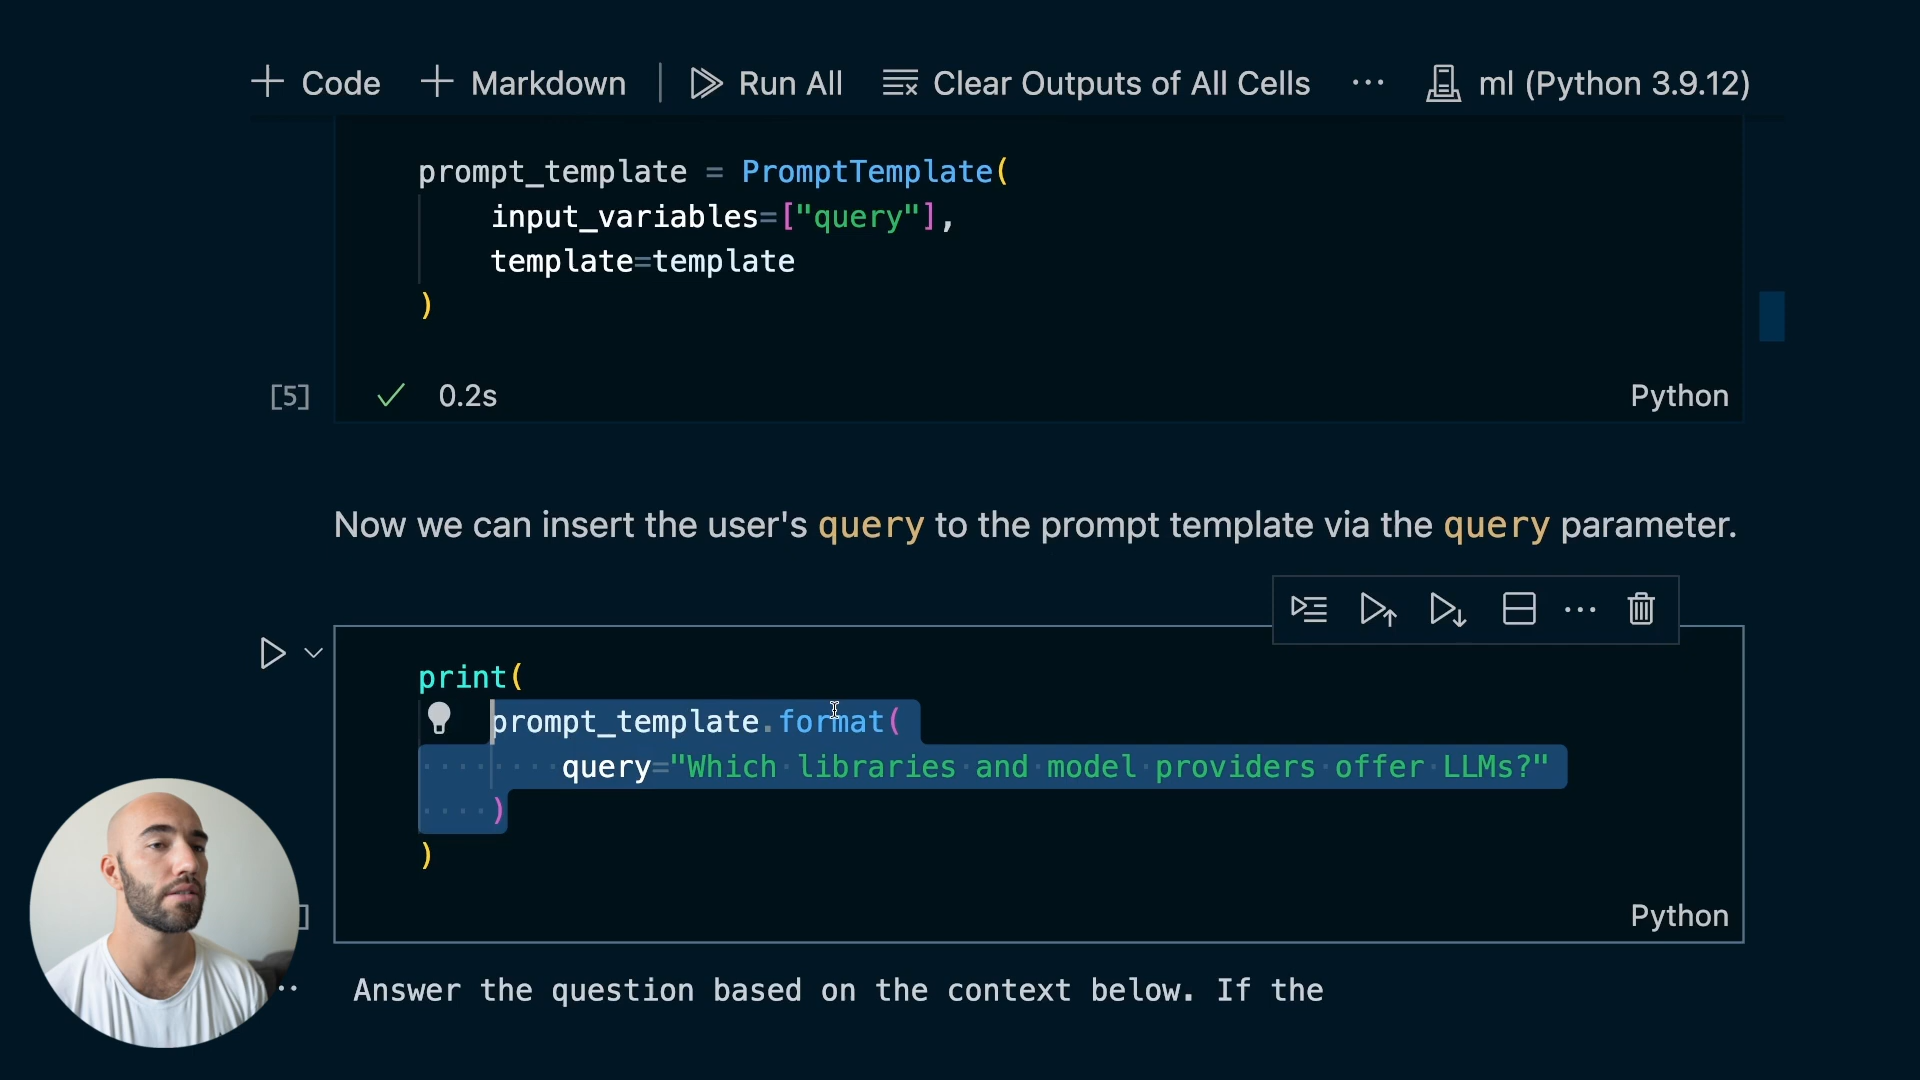 Code Markdown Run All Clear Outputs of All Cells ... ml (Python 3.9.12)
prompt_template = PromptTemplate(
input_variables=["query"],
template=template
)
[5] 0.2s Python
Now we can insert the user's query to the prompt template via the query parameter.
print(
prompt_template.format(
query="Which libraries and model providers offer LLMs?"
)
)
Python
Answer the question based on the context below. If the